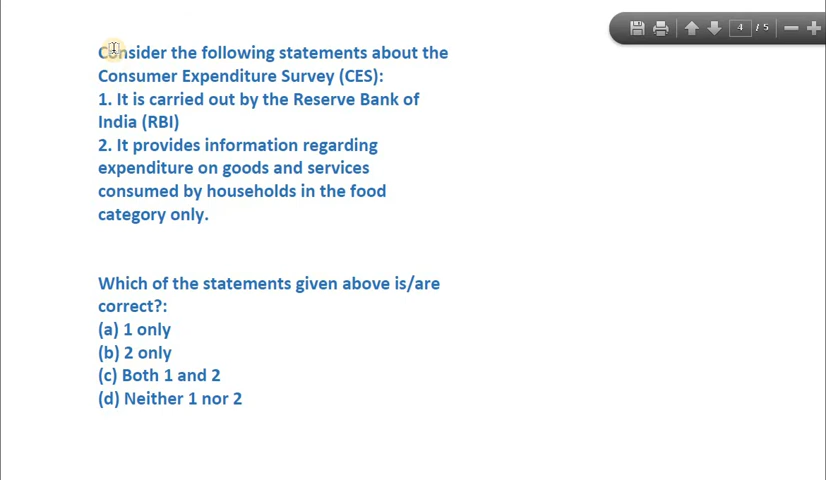 4 / 5
Consider the following statements about the
Consumer Expenditure Survey (CES):
1. It is carried out by the Reserve Bank of
India (RBI)
2. It provides information regarding
expenditure on goods and services
consumed by households in the food
category only.
Which of the statements given above is/are
correct?:
(a) 1 only
(b) 2 only
(c) Both 1 and 2
(d) Neither 1 nor 2